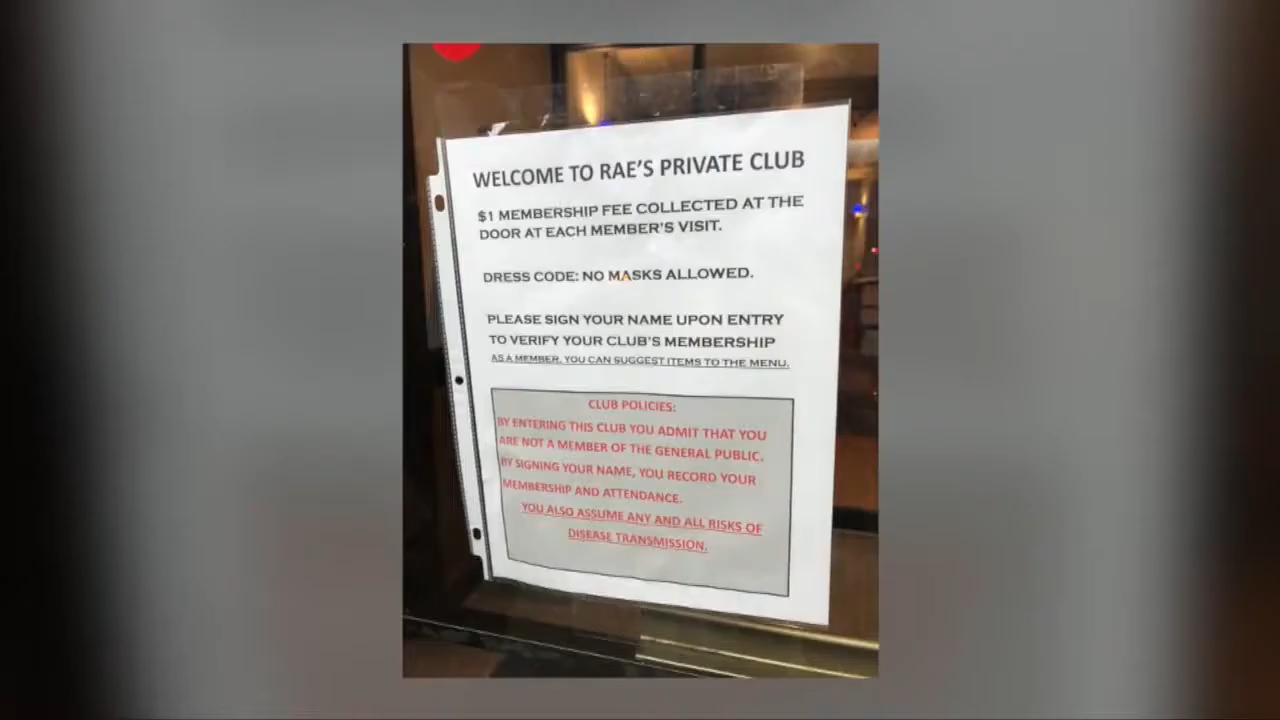 WELCOME TO RAE'S PRIVATE CLUB
$1 MEMBERSHIP FEE COLLECTED AT THE
DOOR AT EACH MEMBER'S VISIT.
DRESS CODE: NO MASKS ALLOWED.
PLEASE SIGN YOUR NAME UPON ENTRY
TO VERIFY YOUR CLUB'S MEMBERSHIP
AS A MEMBER, YOU CAN SUGGEST ITEMS TO THE MENU.
CLUB POLICIES:
BY ENTERING THIS CLUB YOU ADMIT THAT YOU
ARE NOT A MEMBER OF THE GENERAL PUBLIC.
BY SIGNING YOUR NAME, YOU RECORD YOUR
MEMBERSHIP AND ATTENDANCE.
YOU ALSO ASSUME ANY AND ALL RISKS OF
DISEASE TRANSMISSION.